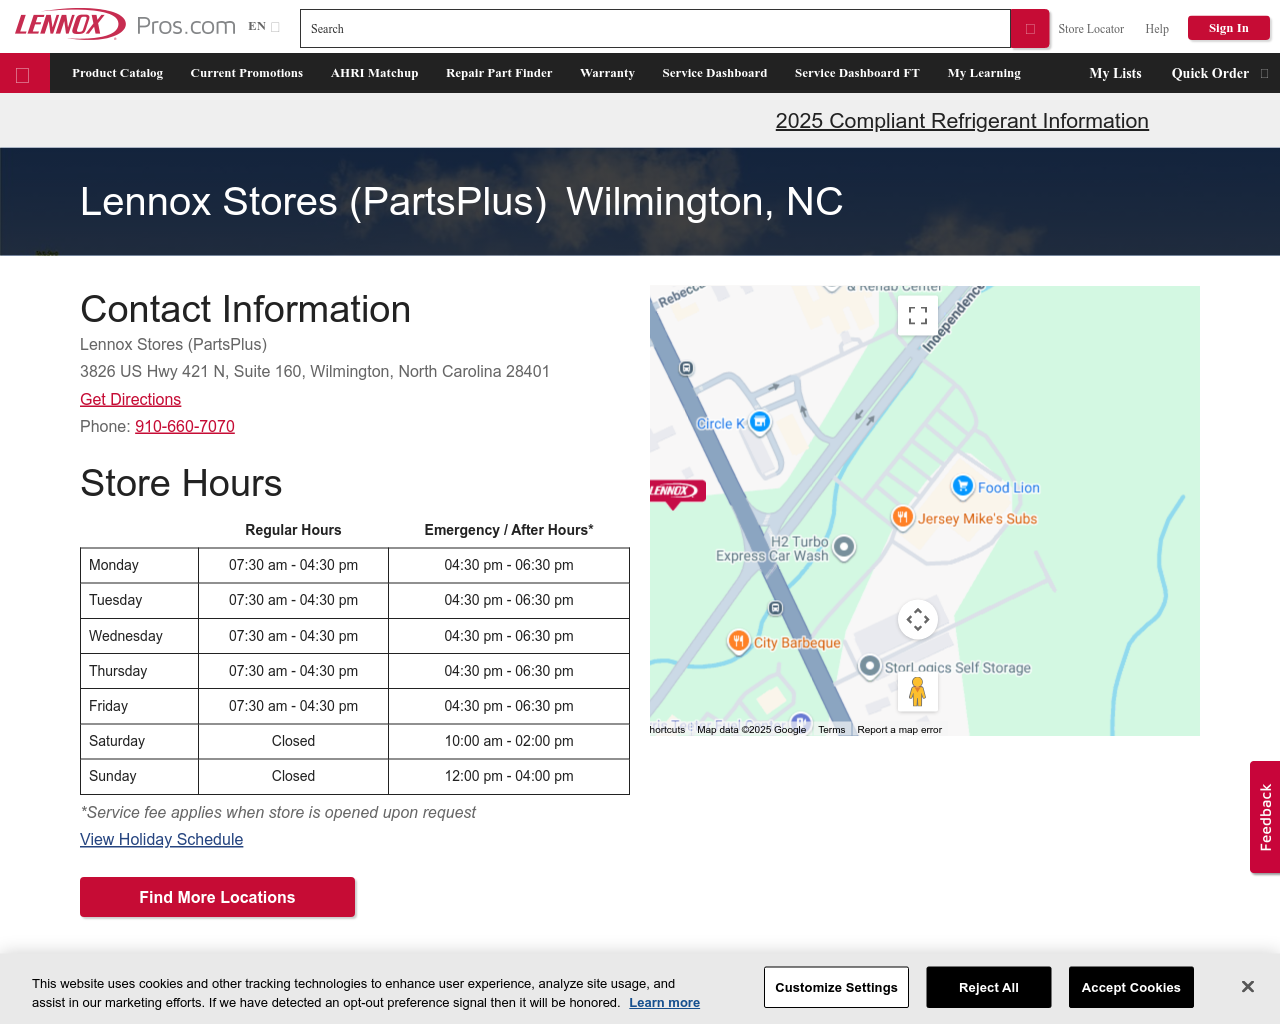 LENNOX Pros.com EN
Search
Store Locator Help Sign In
Product Catalog Current Promotions AHRI Matchup Repair Part Finder Warranty Service Dashboard Service Dashboard FT My Learning My Lists Quick Order
2025 Compliant Refrigerant Information
Lennox Stores (PartsPlus) Wilmington, NC
Contact Information
Lennox Stores (PartsPlus)
3826 US Hwy 421 N, Suite 160, Wilmington, North Carolina 28401
Get Directions
Phone: 910-660-7070
Store Hours
Regular Hours Emergency / After Hours*
Monday 07:30 am - 04:30 pm 04:30 pm - 06:30 pm
Tuesday 07:30 am - 04:30 pm 04:30 pm - 06:30 pm
Wednesday 07:30 am - 04:30 pm 04:30 pm - 06:30 pm
Thursday 07:30 am - 04:30 pm 04:30 pm - 06:30 pm
Friday 07:30 am - 04:30 pm 04:30 pm - 06:30 pm
Saturday Closed 10:00 am - 02:00 pm
Sunday Closed 12:00 pm - 04:00 pm
*Service fee applies when store is opened upon request
View Holiday Schedule
Find More Locations
& Rehab Center
Rebecca
Independence
Circle K
LENNOX
Food Lion
Jersey Mike's Subs
H2 Turbo
Express Car Wash
City Barbeque
StorLogics Self Storage
Teeter Fuel Center
hortcuts Map data ©2025 Google Terms Report a map error
Feedback
This website uses cookies and other tracking technologies to enhance user experience, analyze site usage, and
assist in our marketing efforts. If we have detected an opt-out preference signal then it will be honored. Learn more
Customize Settings Reject All Accept Cookies